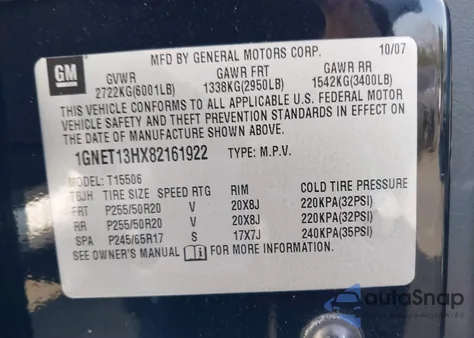 MFD BY GENERAL MOTORS CORP. 10/07
GM
GVWR GAWR FRT GAWR RR
2722KG(6001LB) 1338KG(2950LB) 1542KG(3400LB)
THIS VEHICLE CONFORMS TO ALL APPLICABLE U.S. FEDERAL MOTOR
VEHICLE SAFETY AND THEFT PREVENTION STANDARDS IN EFFECT ON
THE DATE OF MANUFACTURE SHOWN ABOVE.
1GNET13HX82161922 TYPE: M.P.V.
MODEL: T15506
TBJH TIRE SIZE SPEED RTG RIM COLD TIRE PRESSURE
FRT P255/50R20 V 20X8J 220KPA(32PSI)
RR P255/50R20 V 20X8J 220KPA(32PSI)
SPA P245/65R17 S 17X7J 240KPA(35PSI)
SEE OWNER'S MANUAL FOR MORE INFORMATION.
autoSnap